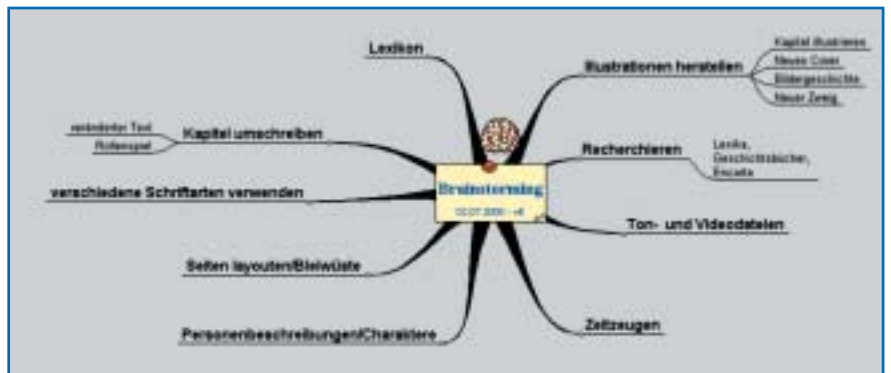 Lexikon
Illustrationen herstellen
Kapitel illustrieren
Neues Cover
Bildergeschichte
Neuer Zweig
Kapitel umschreiben
veränderter Text
Rollenspiel
Recherchieren
Lexika,
Geschichtsbücher,
Encarta
verschiedene Schriftarten verwenden
Brainstorming
Ton- und Videodateien
Seiten layouten/Bleiwüste
Personenbeschreibungen/Charaktere
Zeitzeugen